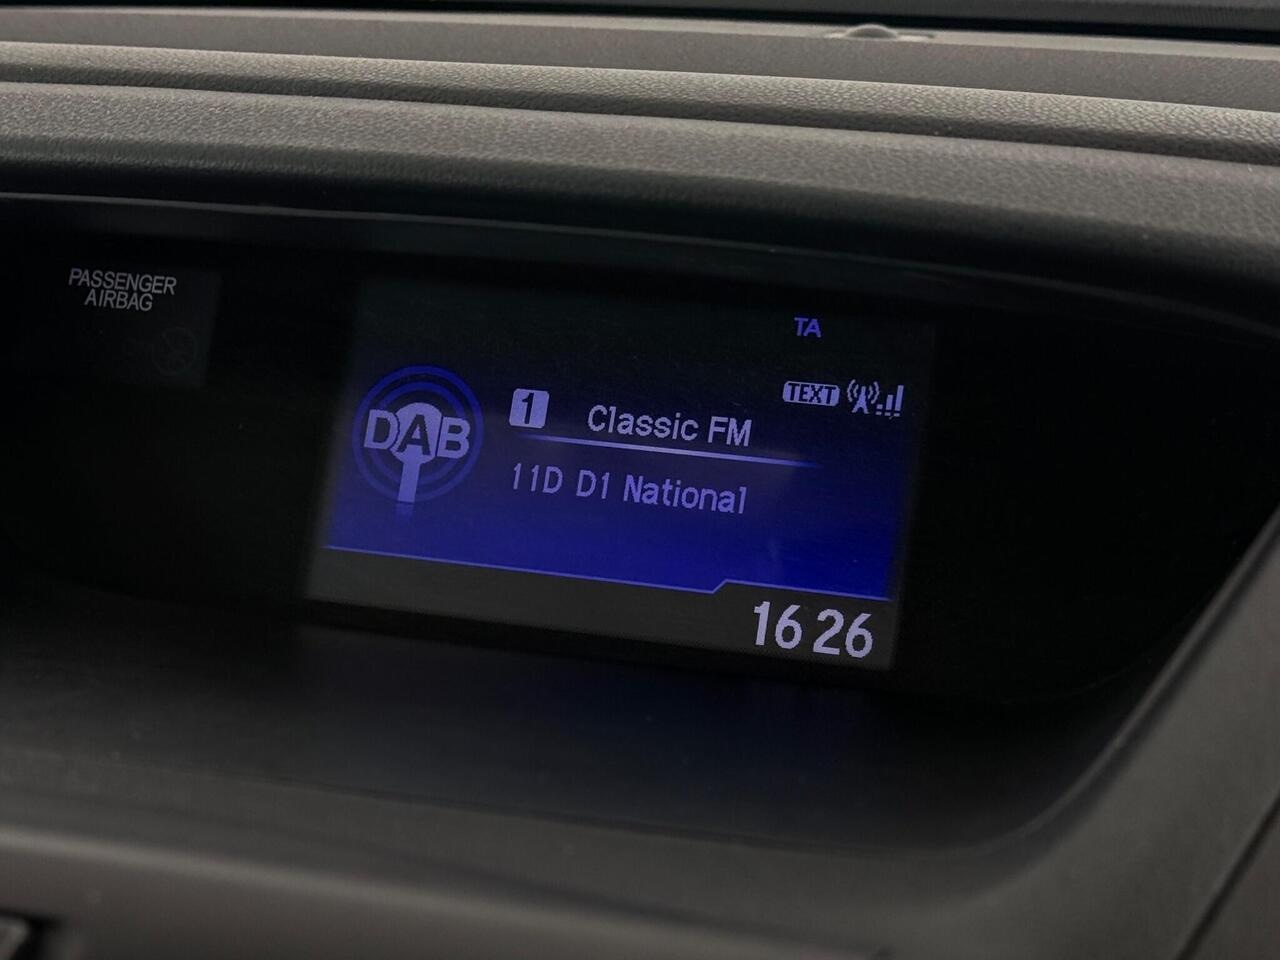 PASSENGER
AIRBAG
TA
TEXT
DAB
1 Classic FM
11D D1 National
16 26